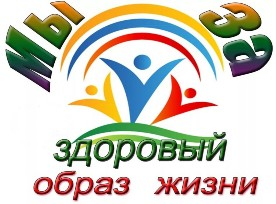 Мы за
здоровый
образ жизни